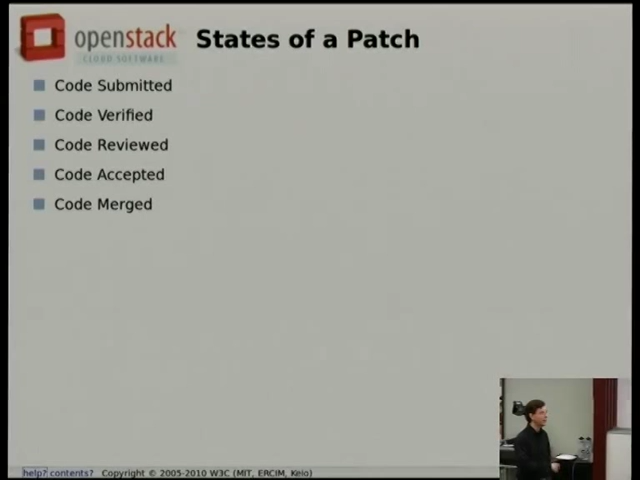 openstack
CLOUD SOFTWARE
States of a Patch
Code Submitted
Code Verified
Code Reviewed
Code Accepted
Code Merged
help? contents? Copyright © 2005-2010 W3C (MIT, ERCIM, Keio)